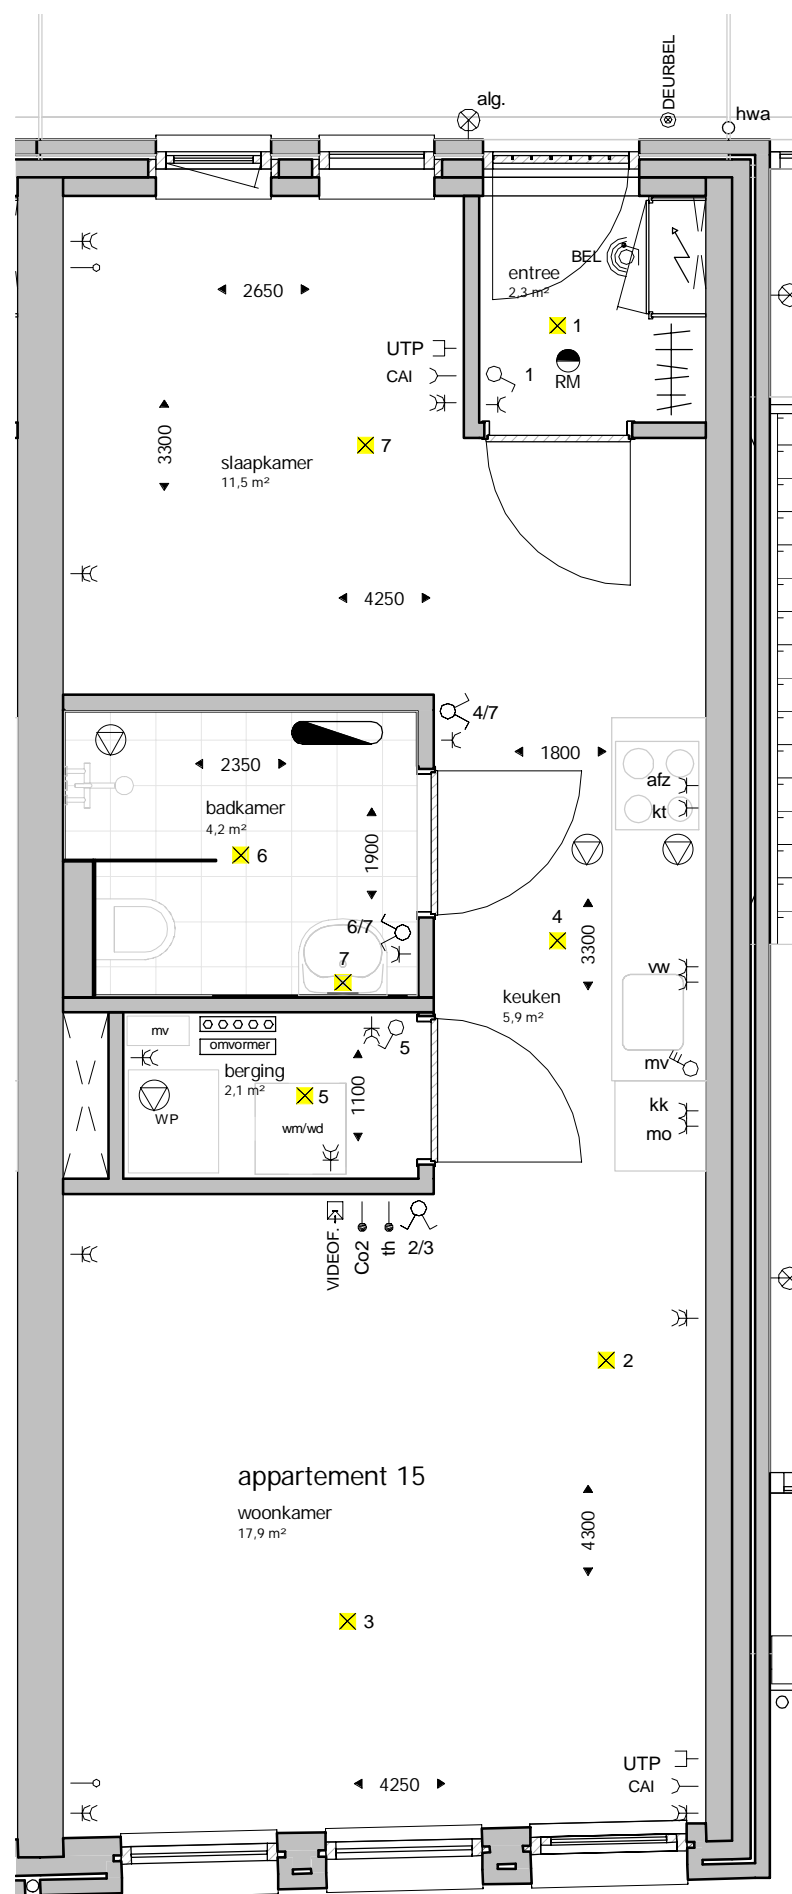 DEURBEL
alg.
hwa
BEL
entree
2,3 m²
2650
1
UTP
CAI
1
RM
3300
7
slaapkamer
11,5 m²
4250
4/7
1800
2350
afz
kt
badkamer
4,2 m²
1900
6
6/7
4
3300
7
vw
keuken
5,9 m²
mv
omvormer
5
berging
2,1 m²
mv
1100
5
WP
wm/wd
kk
mo
VIDEOF.
Co2
th
2/3
2
appartement 15
woonkamer
17,9 m²
4300
3
UTP
CAI
4250